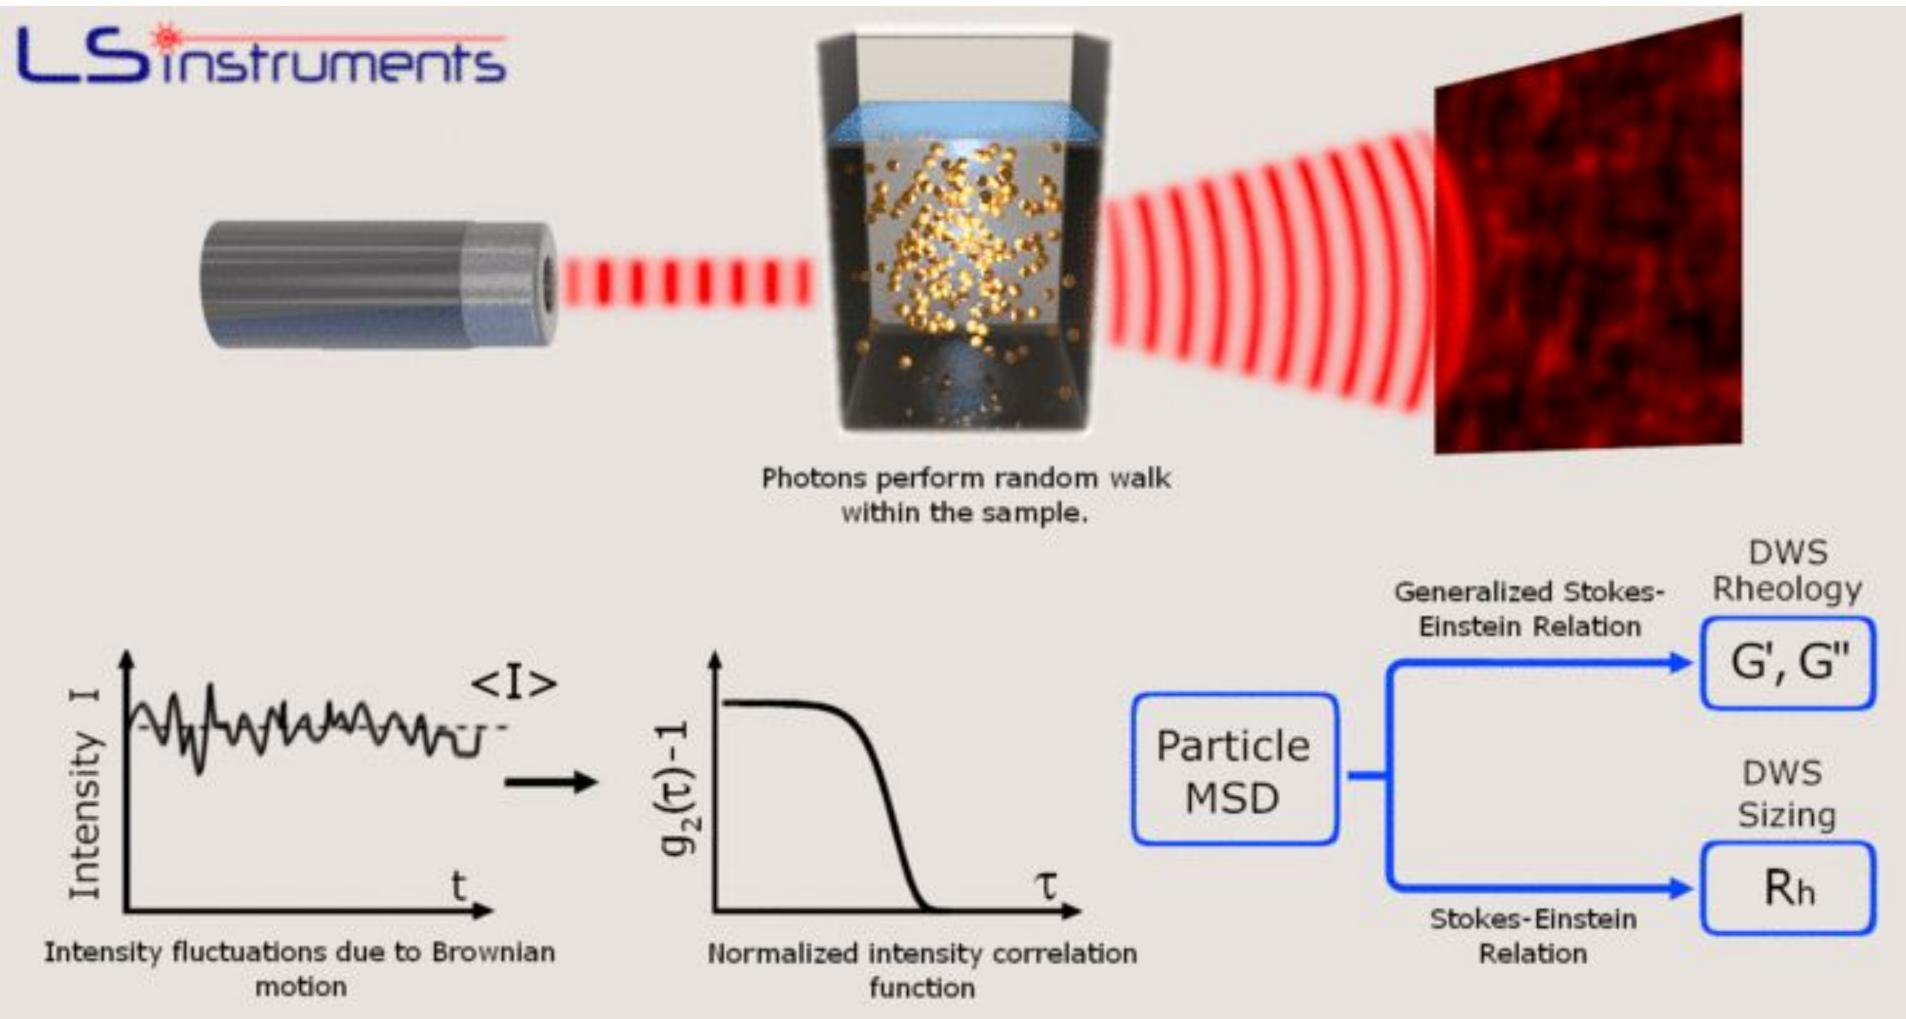 LSinstruments
Photons perform random walk
within the sample.
Intensity I
<I>
t
Intensity fluctuations due to Brownian
motion
g₂(τ)-1
τ
Normalized intensity correlation
function
Particle
MSD
Generalized Stokes-
Einstein Relation
DWS
Rheology
G', G"
DWS
Sizing
Rh
Stokes-Einstein
Relation